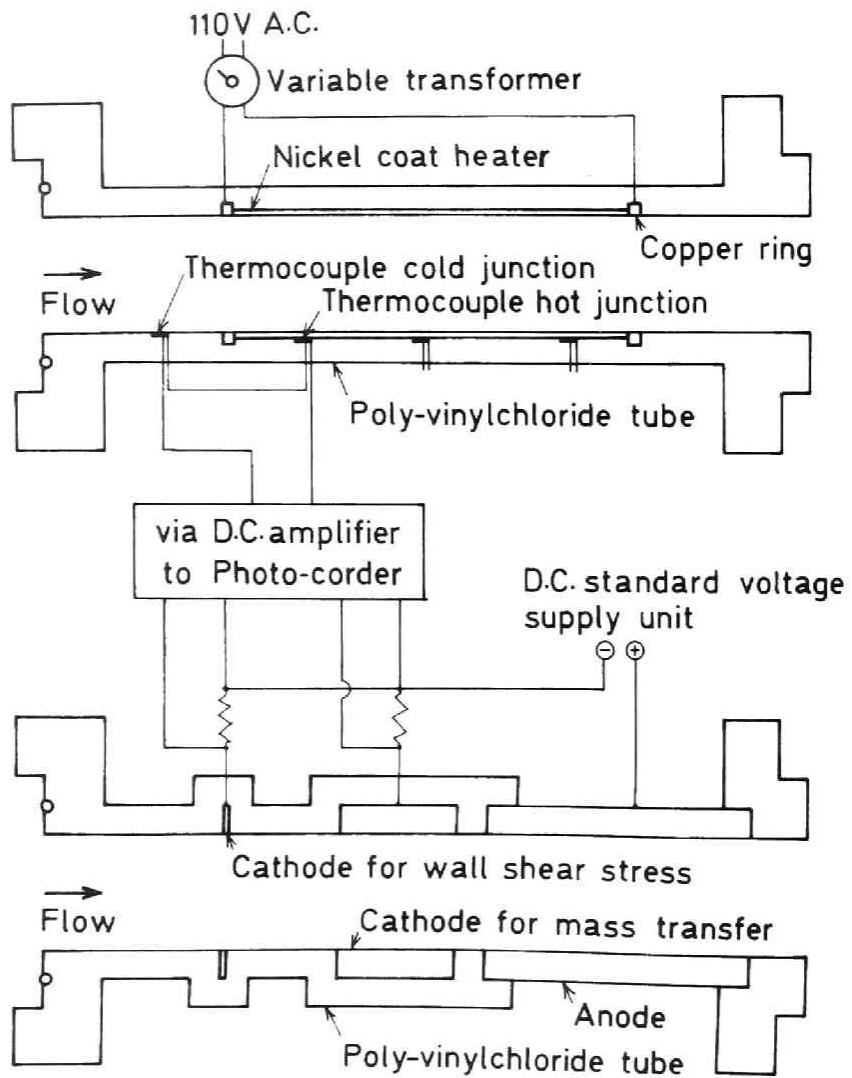 110V A.C.
Variable transformer
Nickel coat heater
Copper ring
Thermocouple cold junction
Flow
Thermocouple hot junction
Poly-vinylchloride tube
via D.C. amplifier
to Photo-corder
D.C. standard voltage
supply unit
⊖ ⊕
Cathode for wall shear stress
Flow
Cathode for mass transfer
Anode
Poly-vinylchloride tube